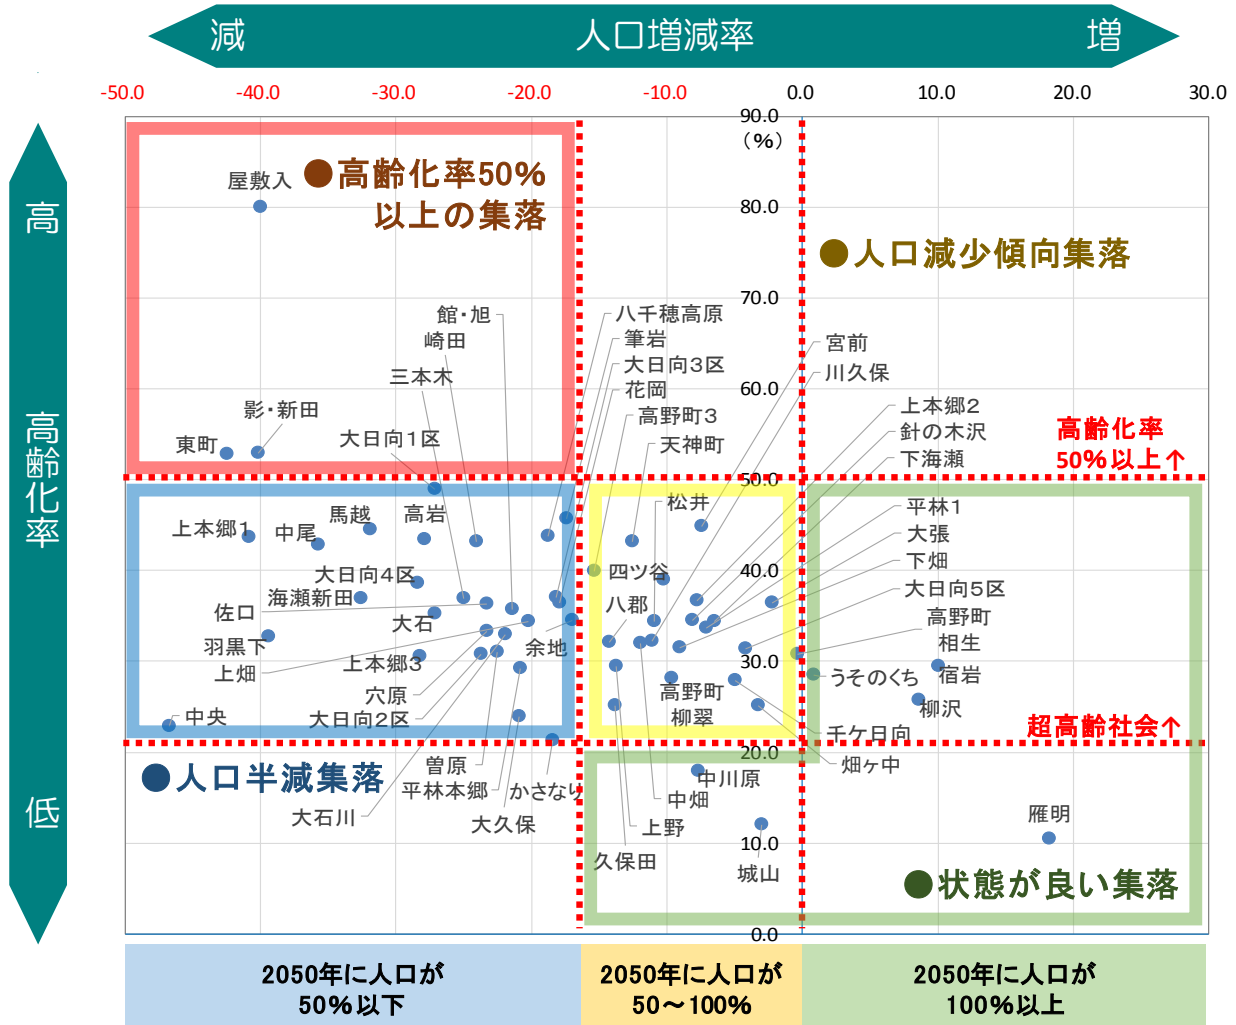 減 人口増減率 増
-50.0 -40.0 -30.0 -20.0 -10.0 0.0 10.0 20.0 30.0
90.0
（%）
高
高齢化率
低
●高齢化率50%
以上の集落
屋敷入
80.0
●人口減少傾向集落
70.0
館・旭
崎田
三本木
八千穂高原
筆岩
大日向3区
花岡
高野町3
天神町
宮前
川久保
60.0
上本郷2
針の木沢
下海瀬
高齢化率
50%以上↑
影・新田
東町
大日向1区
50.0
上本郷1
中尾
馬越
高岩
松井
平林1
大張
下畑
大日向5区
高野町
相生
大日向4区
海瀬新田
佐口
大石
四ツ谷
40.0
八郡
羽黒下
上畑
上本郷3
余地
穴原
大日向2区
30.0
高野町
柳翠
うそのくち
宿岩
柳沢
中央
千ケ日向
超高齢社会↑
畑ヶ中
20.0
●人口半減集落
曽原
平林本郷
かさなり
大石川
大久保
中川原
中畑
上野
久保田
10.0
城山
雁明
●状態が良い集落
0.0
2050年に人口が
50%以下
2050年に人口が
50～100%
2050年に人口が
100%以上